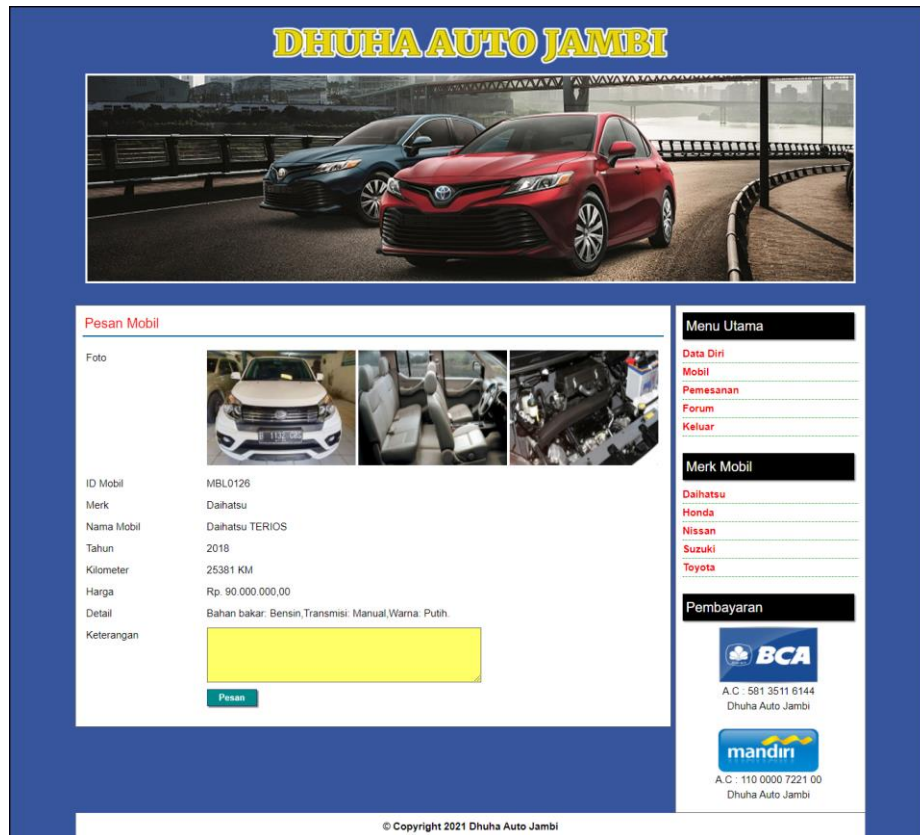 DHUHA AUTO JAMBI
Pesan Mobil
Foto
ID Mobil MBL0126
Merk Daihatsu
Nama Mobil Daihatsu TERIOS
Tahun 2018
Kilometer 25381 KM
Harga Rp. 90.000.000,00
Detail Bahan bakar: Bensin,Transmisi: Manual,Warna: Putih.
Keterangan
Pesan
Menu Utama
Data Diri
Mobil
Pemesanan
Forum
Keluar
Merk Mobil
Daihatsu
Honda
Nissan
Suzuki
Toyota
Pembayaran
BCA
A.C : 581 3511 6144
Dhuha Auto Jambi
mandiri
A.C : 110 0000 7221 00
Dhuha Auto Jambi
© Copyright 2021 Dhuha Auto Jambi